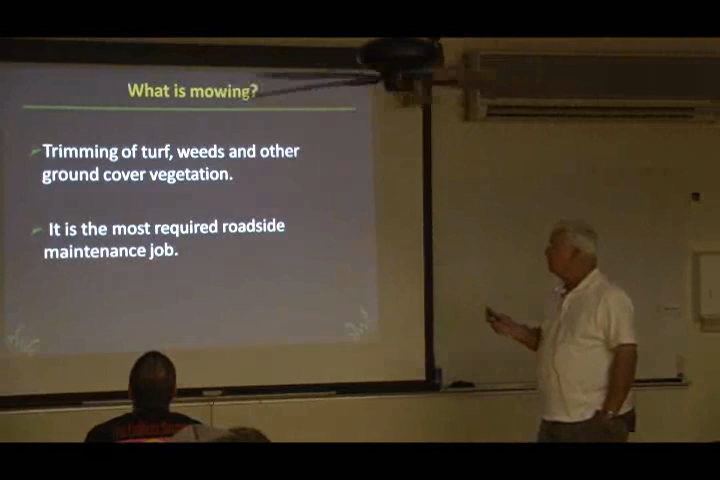 What is mowing?
Trimming of turf, weeds and other
ground cover vegetation.
It is the most required roadside
maintenance job.